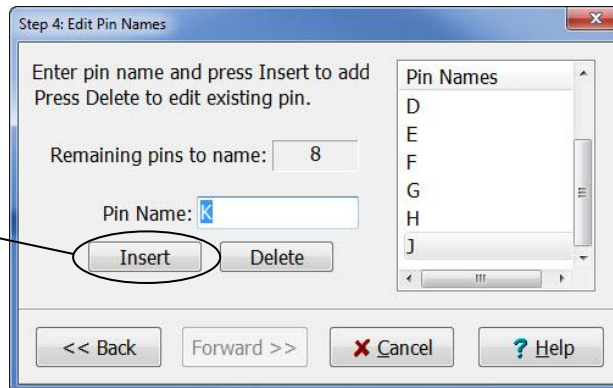 Step 4: Edit Pin Names
Enter pin name and press Insert to add
Press Delete to edit existing pin.
Remaining pins to name: 8
Pin Name: K
Insert Delete
Pin Names
D
E
F
G
H
J
<< Back Forward >> Cancel Help